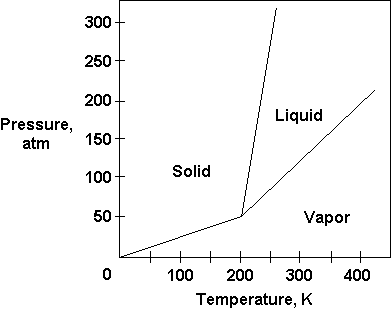 300
250
200
Pressure,
atm
150
100
50
0
Solid
Liquid
Vapor
100
200
300
400
Temperature, K